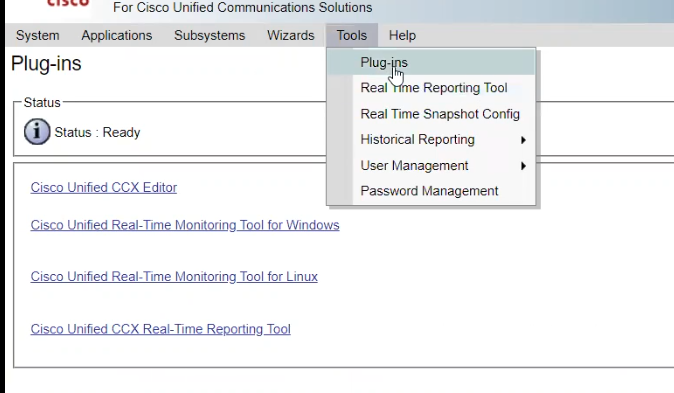 cisco
For Cisco Unified Communications Solutions
System Applications Subsystems Wizards Tools Help
Plug-ins
Plug-ins
Real Time Reporting Tool
Real Time Snapshot Config
Historical Reporting
User Management
Password Management
Status
i Status : Ready
Cisco Unified CCX Editor
Cisco Unified Real-Time Monitoring Tool for Windows
Cisco Unified Real-Time Monitoring Tool for Linux
Cisco Unified CCX Real-Time Reporting Tool